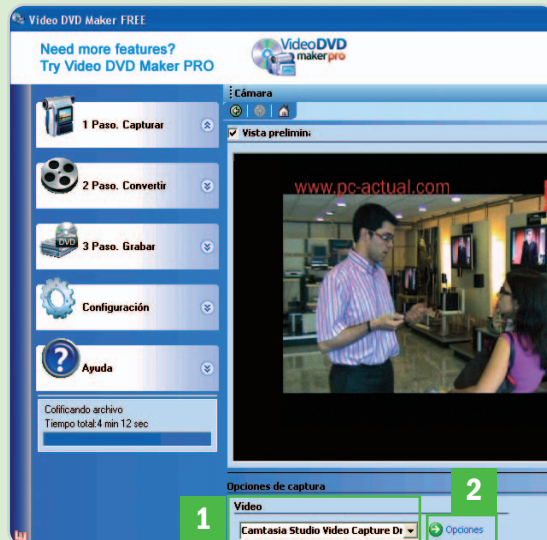 Video DVD Maker FREE
Need more features?
Try Video DVD Maker PRO
VideoDVD
makerpro
Cámara
Vista prelimin
1 Paso. Capturar
www.pc-actual.com
2 Paso. Convertir
3 Paso. Grabar
DVD
Configuración
Ayuda
Cofificando archivo
Tiempo total:4 min 12 sec
Opciones de captura
1
Video
2
Camtasia Studio Video Capture Dr
Opciones